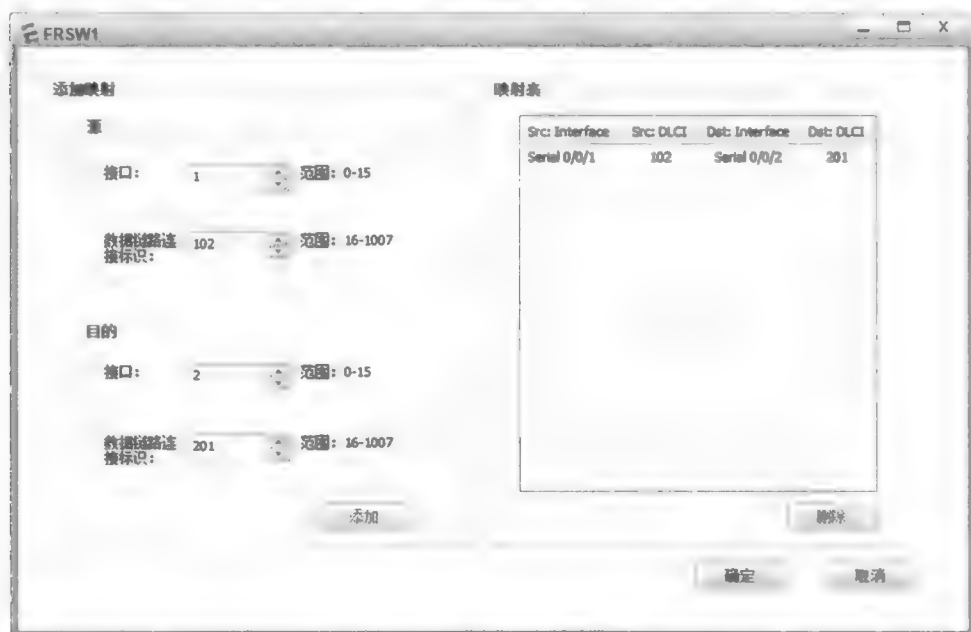 FRSW1
添加映射
源
接口： 1 范围：0-15
数据链路连
接标识： 102 范围：16-1007
目的
接口： 2 范围：0-15
数据链路连
接标识： 201 范围：16-1007
添加
映射表
Src: Interface Src: DLCI Dst: Interface Dst: DLCI
Serial 0/0/1 102 Serial 0/0/2 201
删除
确定 取消